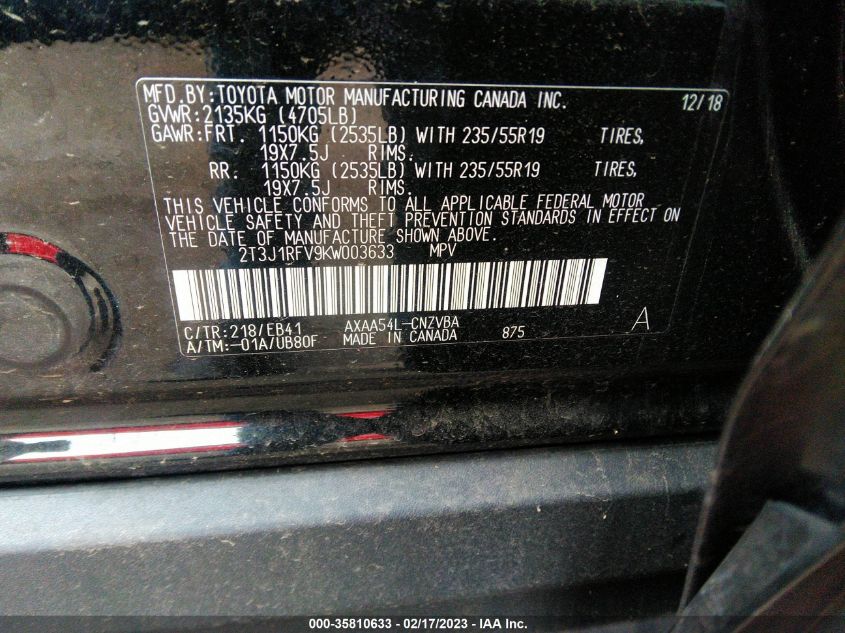 MFD.BY:TOYOTA MOTOR MANUFACTURING CANADA INC. 12/18
GVWR:2135KG (4705LB)
GAWR:FRT. 1150KG (2535LB) WITH 235/55R19 TIRES,
19X7.5J RIMS.
RR. 1150KG (2535LB) WITH 235/55R19 TIRES,
19X7.5J RIMS.
THIS VEHICLE CONFORMS TO ALL APPLICABLE FEDERAL MOTOR
VEHICLE SAFETY AND THEFT PREVENTION STANDARDS IN EFFECT ON
THE DATE OF MANUFACTURE SHOWN ABOVE.
2T3J1RFV9KW003633 MPV
C/TR:218/EB41 AXAA54L-CNZVBA
A/TM:-01A/UB80F MADE IN CANADA 875 A
000-35810633 - 02/17/2023 - IAA Inc.